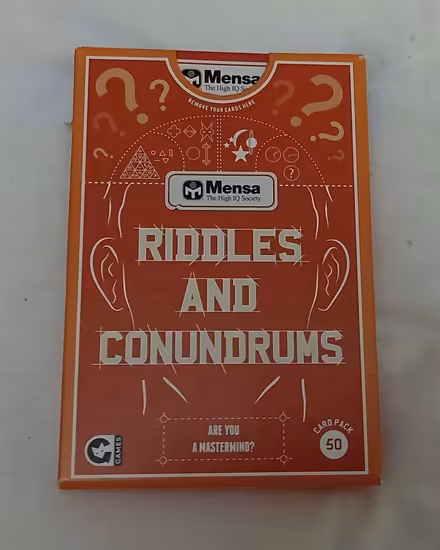 Mensa
The High IQ Soc
REMOVE YOUR CARDS HERE
Mensa
The High IQ Society
RIDDLES
AND
CONUNDRUMS
ARE YOU
A MASTERMIND?
CARD PACK
50
GAMES